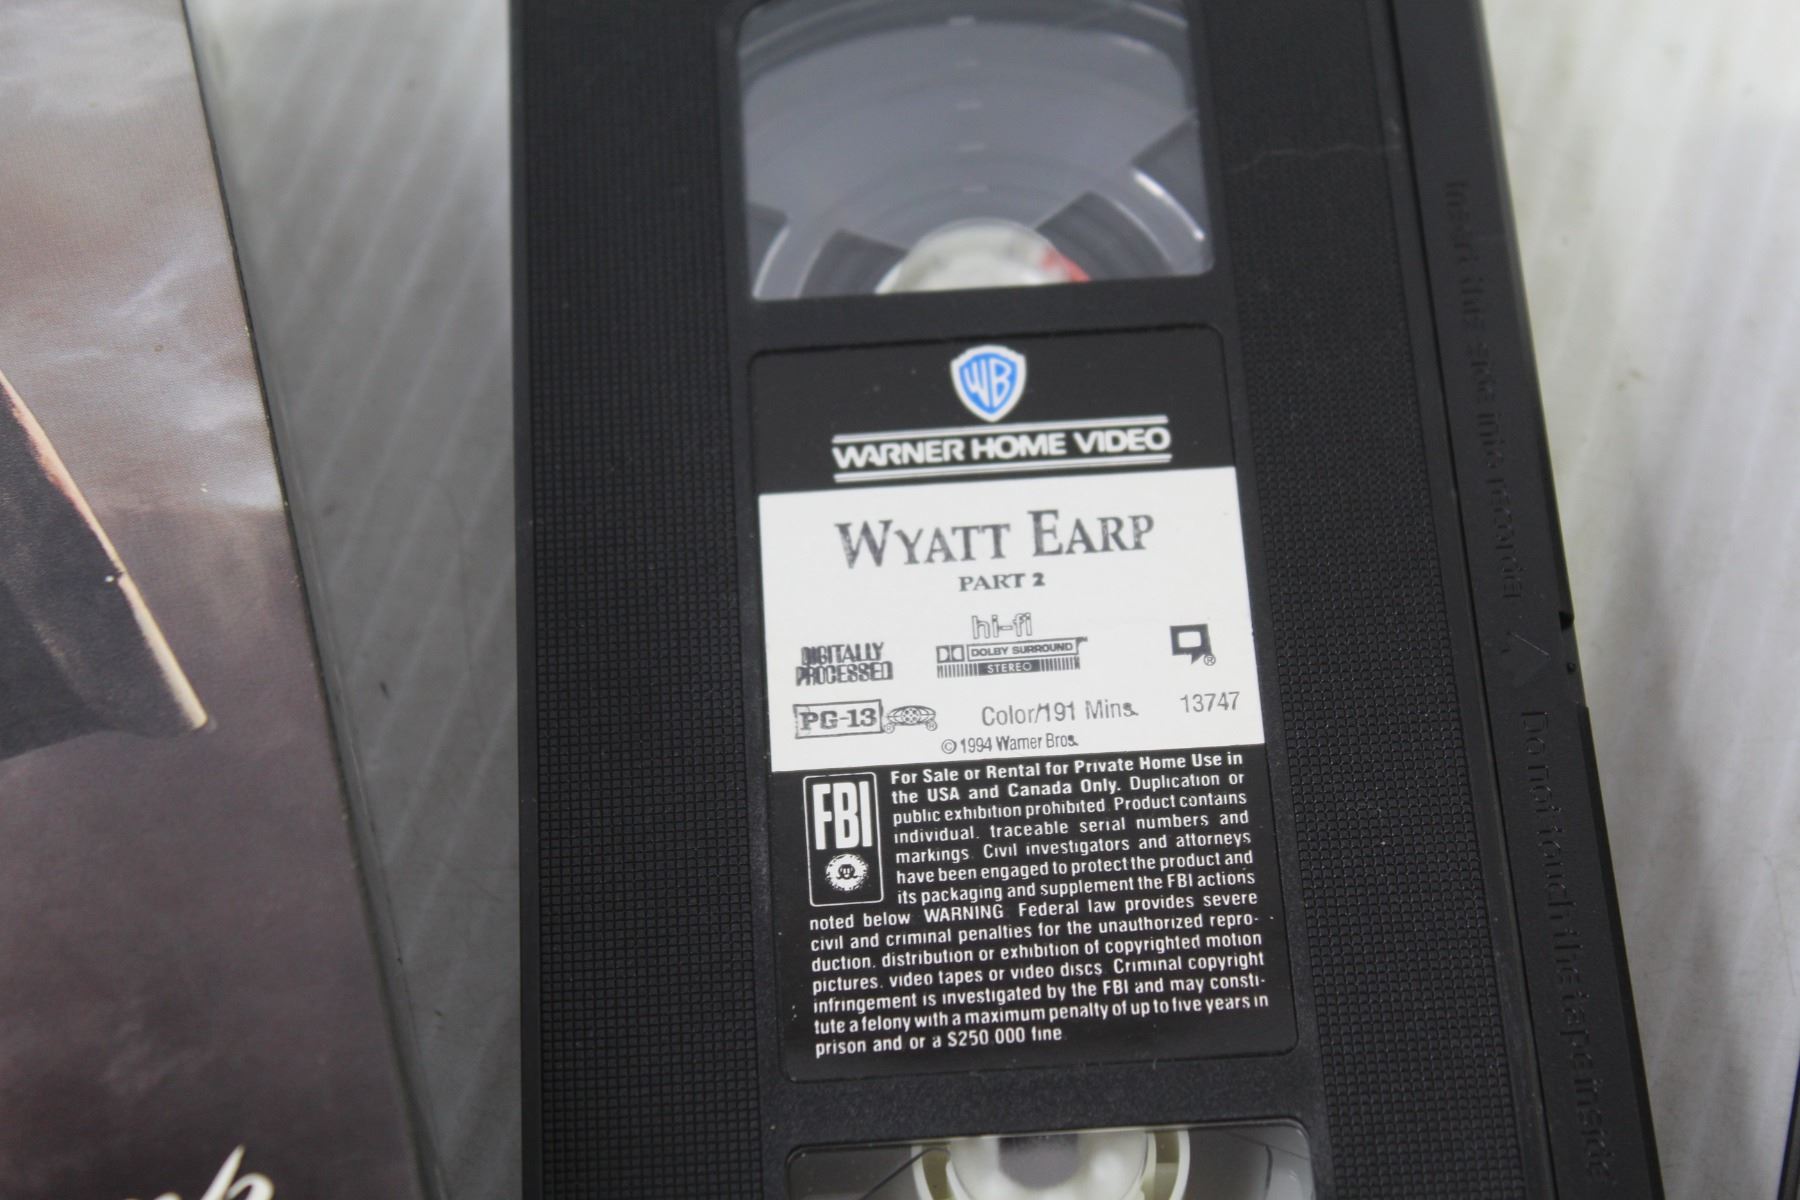 WB
WARNER HOME VIDEO
WYATT EARP
PART 2
hi-fi
DIGITALLY
PROCESSED
DOLBY SURROUND
STEREO
®
PG-13 ®
Color/191 Mins. 13747
© 1994 Warner Bros.
FBI
For Sale or Rental for Private Home Use in
the USA and Canada Only. Duplication or
public exhibition prohibited. Product contains
individual, traceable serial numbers and
markings. Civil investigators and attorneys
have been engaged to protect the product and
its packaging and supplement the FBI actions
noted below WARNING Federal law provides severe
civil and criminal penalties for the unauthorized repro-
duction, distribution or exhibition of copyrighted motion
pictures, video tapes or video discs. Criminal copyright
infringement is investigated by the FBI and may consti-
tute a felony with a maximum penalty of up to five years in
prison and or a $250 000 fine
Insert this side into recorder
Do not touch the tape inside